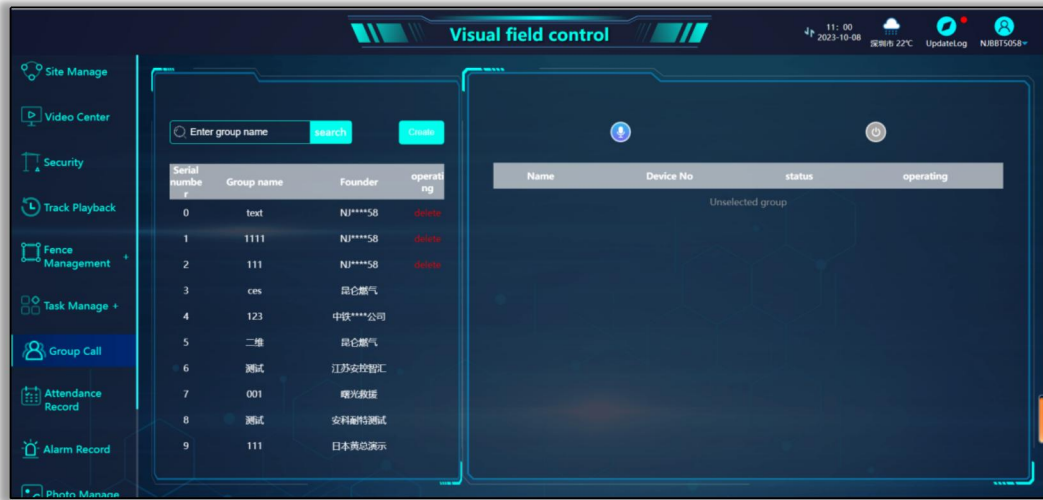 Visual field control
11: 00
2023-10-08
深圳市 22℃
UpdateLog
NJBBT5058
Site Manage
Video Center
Security
Track Playback
Fence
Management +
Task Manage +
Group Call
Attendance
Record
Alarm Record
Photo Manage
Enter group name
search
Create
Serial
numbe
r
Group name
Founder
operati
ng
0 text NJ****58 delete
1 1111 NJ****58 delete
2 111 NJ****58 delete
3 ces 昆仑燃气
4 123 中铁****公司
5 二维 昆仑燃气
6 测试 江苏安控智汇
7 001 曙光救援
8 测试 安科耐特测试
9 111 日本黄总演示
Name Device No status operating
Unselected group